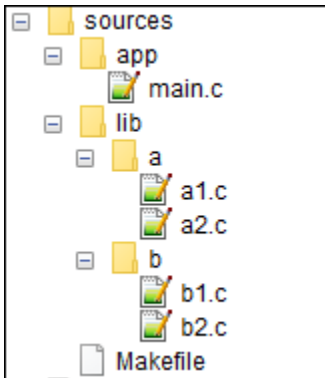 sources
app
main.c
lib
a
a1.c
a2.c
b
b1.c
b2.c
Makefile